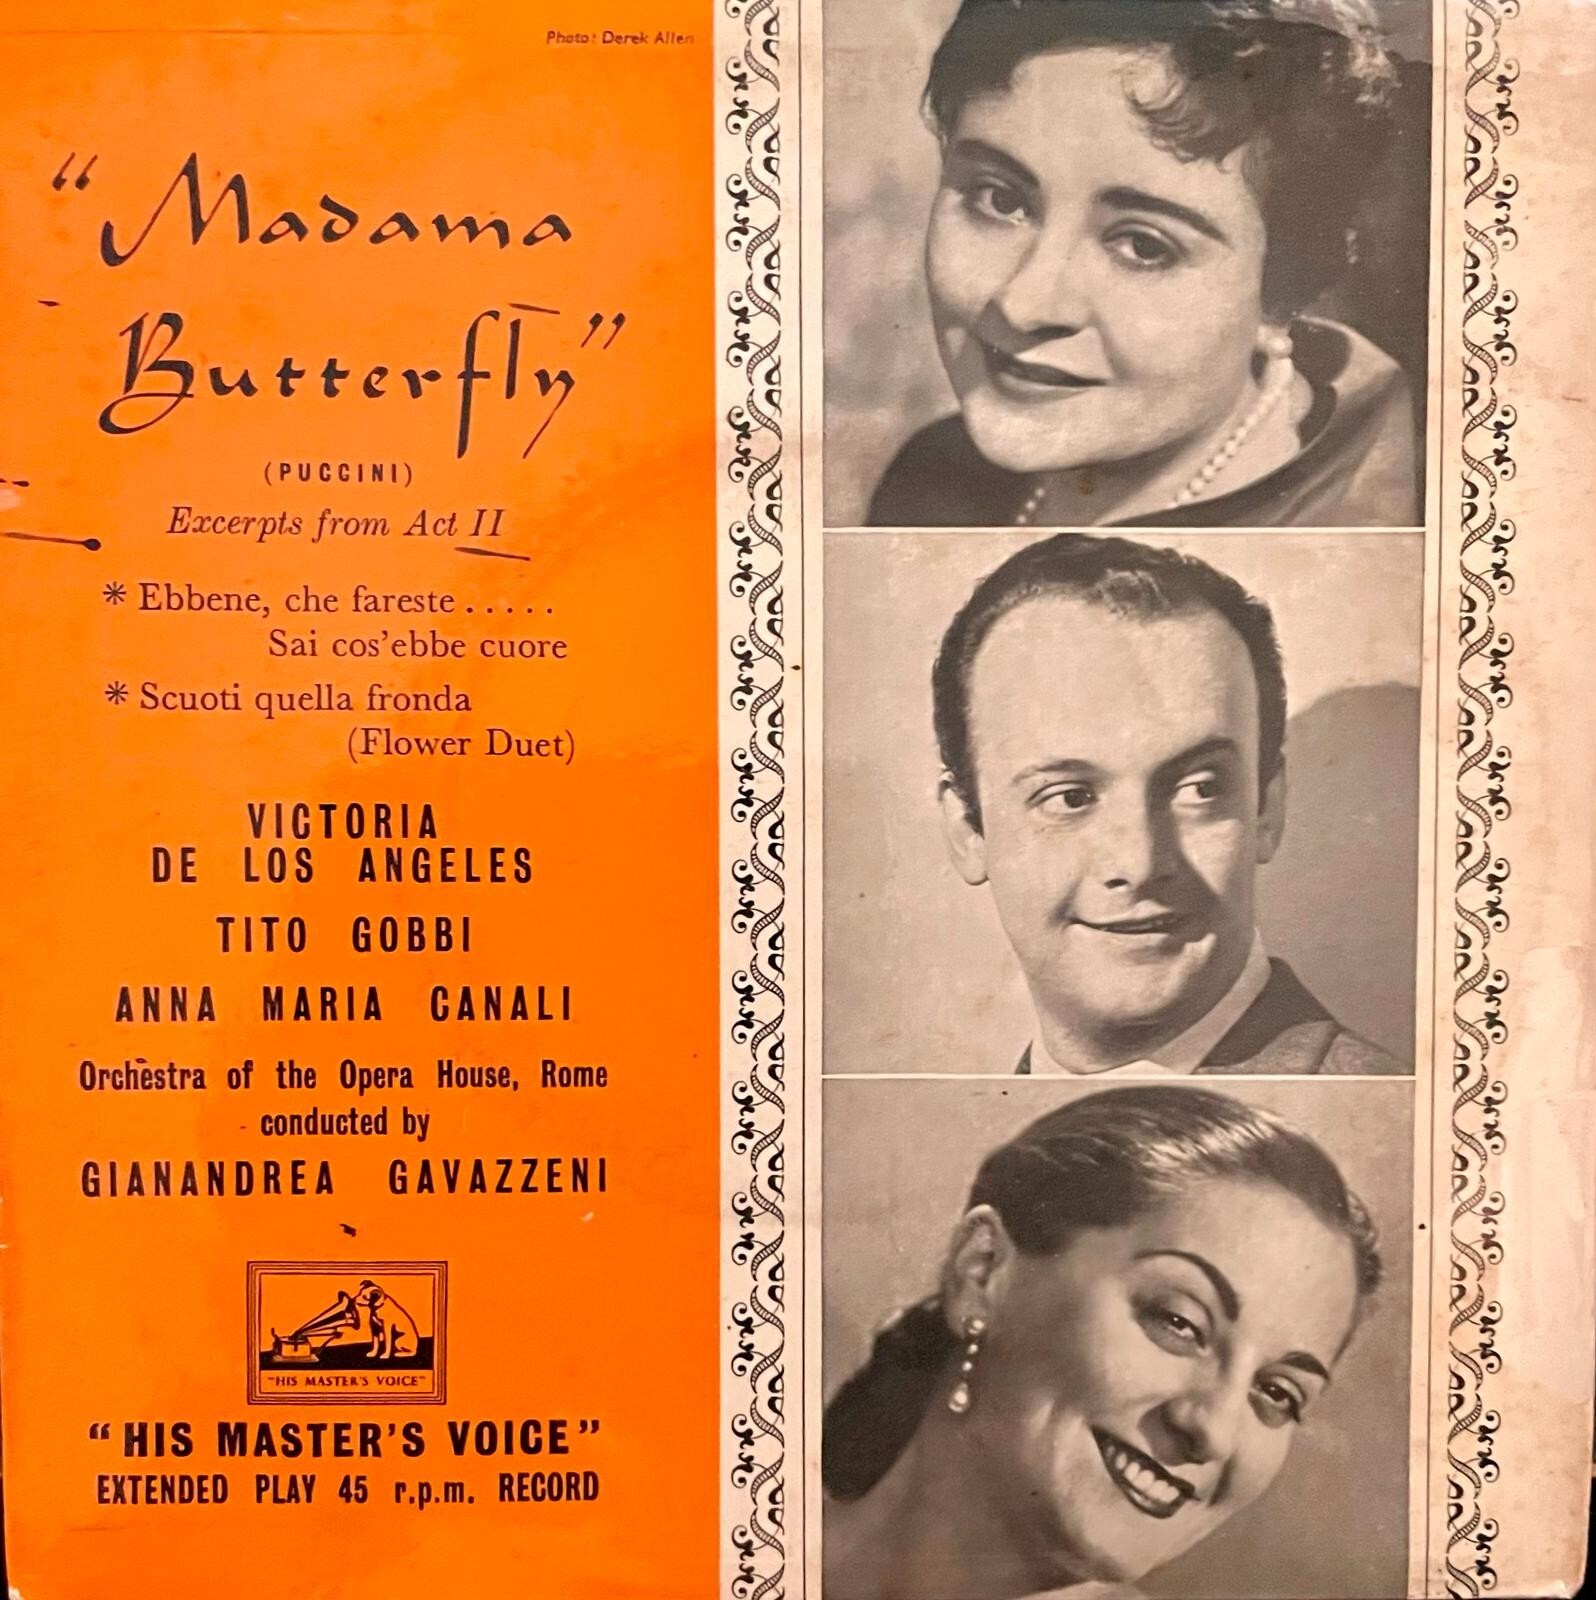 Photo: Derek Allen
“Madama
Butterfly”
(PUCCINI)
Excerpts from Act II
* Ebbene, che fareste . . . . .
Sai cos’ebbe cuore
* Scuoti quella fronda
(Flower Duet)
VICTORIA
DE LOS ANGELES
TITO GOBBI
ANNA MARIA CANALI
Orchestra of the Opera House, Rome
conducted by
GIANANDREA GAVAZZENI
“HIS MASTER’S VOICE”
“HIS MASTER’S VOICE”
EXTENDED PLAY 45 r.p.m. RECORD